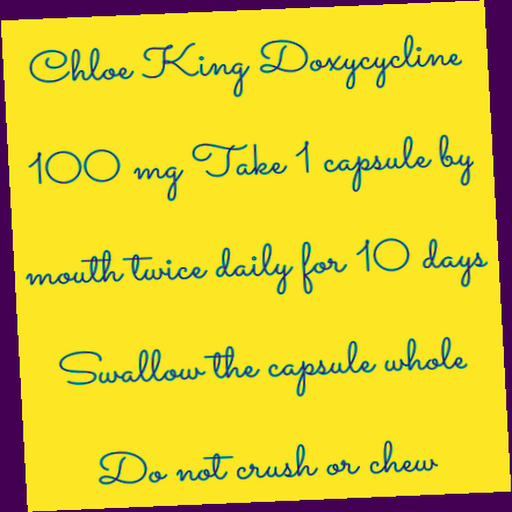 Chloe King Doxycycline
100 mg Take 1 capsule by
mouth twice daily for 10 days
Swallow the capsule whole
Do not crush or chew